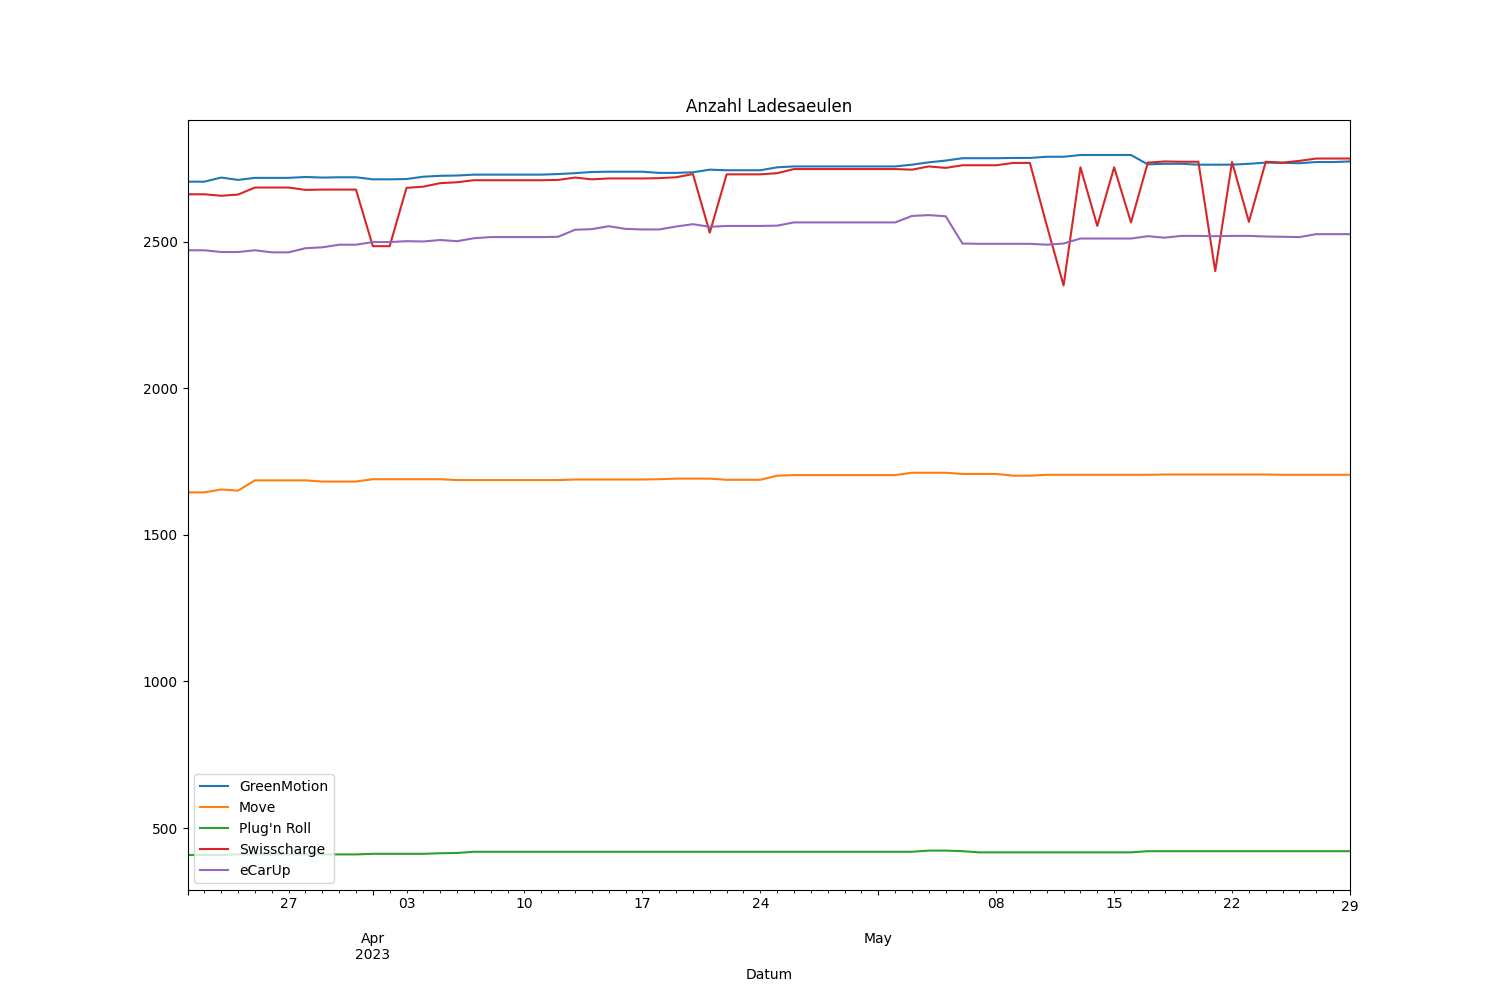 Anzahl Ladesaeulen
2500
2000
1500
1000
500
GreenMotion
Move
Plug'n Roll
Swisscharge
eCarUp
27 03 10 17 24 08 15 22 29
Apr May
2023
Datum